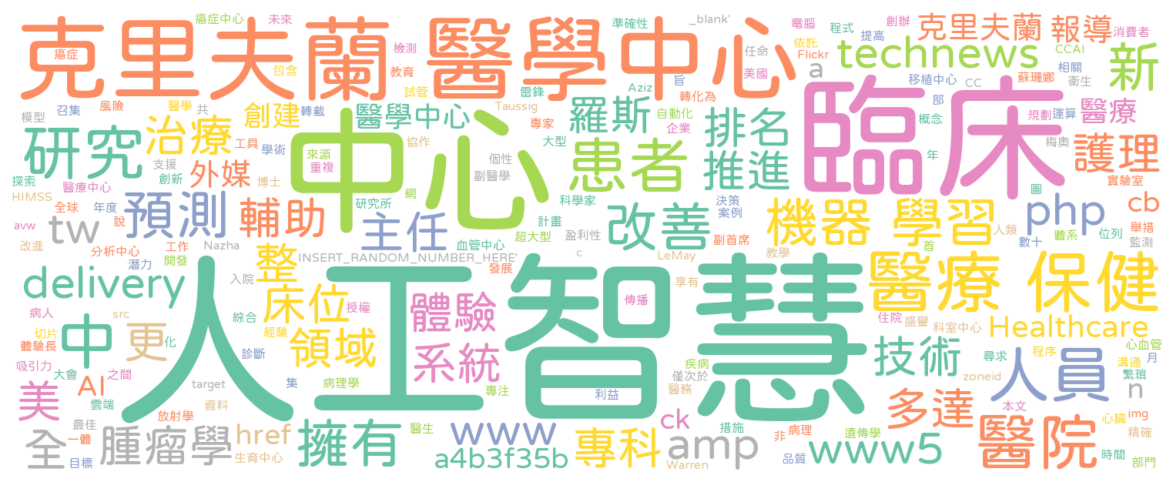 克里夫蘭 醫學中心
人工智慧
臨床
中心
癌症中心
未來
準確性
_blank'
電腦
程式
創辦
克里夫蘭 報導
消費者
癌症
檢測
任命
依託
提高
technews
CCAI
新
包含
教育
美國
Flickr
a
相關
蘇珊娜
衛生
移植中心
CC
試管
雷鋒
Aziz
旨
召集
風險
醫學
共
創建
轉載
醫學中心
Taussig
羅斯
轉化為
自動化
排名
部
規劃
運算
醫療
模型
研究
治療
工具
學術
專家
協作
大型
企業
概念
梅奧
支援
外媒
來源
重複
個性
副醫學
患者
推進
年
護理
探索
醫療中心
創新
博士
網
科學家
圖
實驗室
HIMSS
全球
年度
說
預測
輔助
研究所
計畫
改善
決策
案例
機器 學習
人類
php
cb
avw
tw
主任
超大型
盈利性
首
體系
位列
舉措
改進
分析中心
工作
Nazha
血管中心
副首席
數十
監測
潛力
開發
整
INSERT_RANDOM_NUMBER_HERE'
發展
c
LeMay
教學
delivery
入院
床位
授權
體驗
傳播
享有
醫療 保健
病人
src
綜合
住院
盛譽
科室中心
Healthcare
切片
中
更
經驗
領域
系統
技術
心血管
體驗長
化
診斷
疾病
程序
溝通
月
吸引力
大會
之間
僅次於
尋求
繁瑣
美
AI
target
集
病理學
專注
利益
醫務
zoneid
人員
n
雲端
資料
最佳
放射學
ck
多達
本文
心臟
img
全
一體
腫瘤學
href
擁有
醫生
www
專科
amp
措施
非
病理
遺傳學
醫院
精確
目標
生育中心
a4b3f35b
Warren
品質
www5
時間
部門